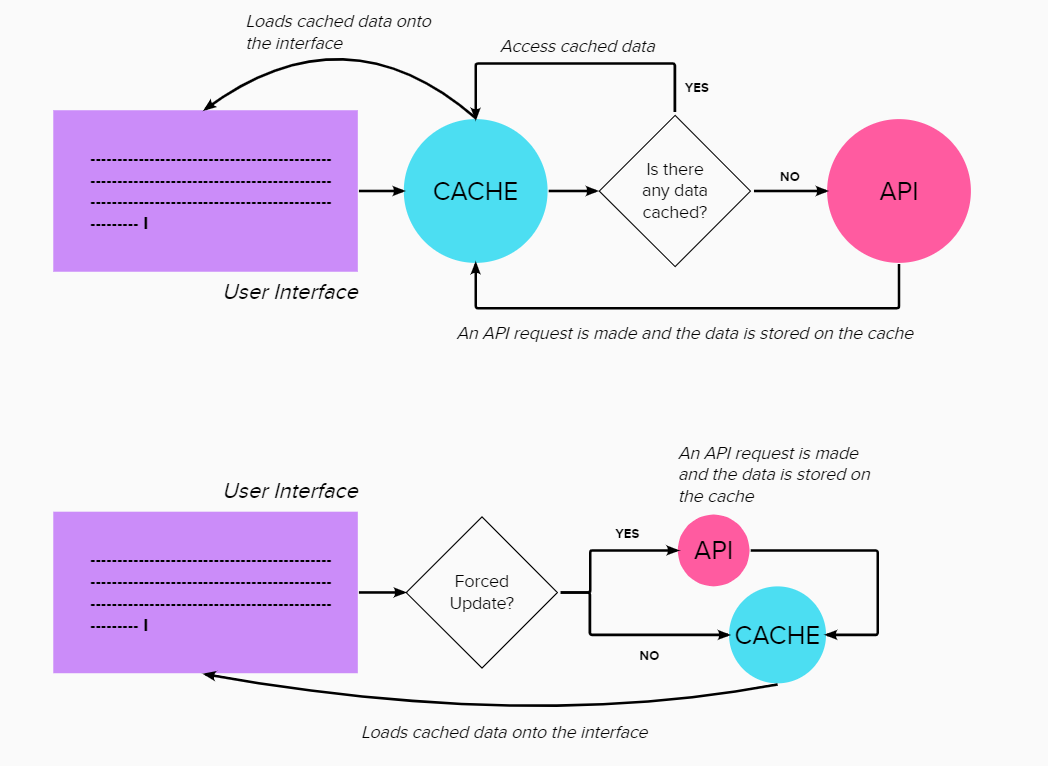 Loads cached data onto
the interface
Access cached data
YES
CACHE
Is there
any data
cached?
NO
API
User Interface
An API request is made and the data is stored on the cache
An API request is made
and the data is stored on
the cache
User Interface
YES
API
Forced
Update?
CACHE
NO
Loads cached data onto the interface